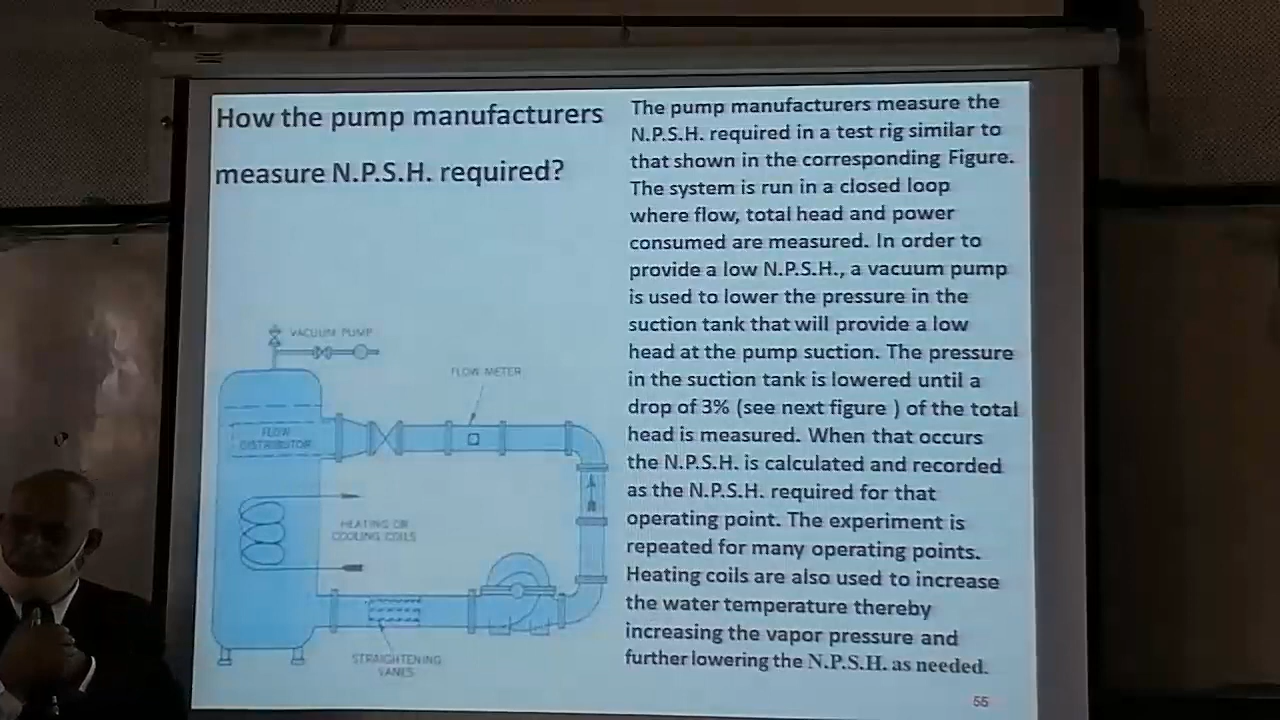 How the pump manufacturers
measure N.P.S.H. required?
The pump manufacturers measure the
N.P.S.H. required in a test rig similar to
that shown in the corresponding Figure.
The system is run in a closed loop
where flow, total head and power
consumed are measured. In order to
provide a low N.P.S.H., a vacuum pump
is used to lower the pressure in the
suction tank that will provide a low
head at the pump suction. The pressure
in the suction tank is lowered until a
drop of 3% (see next figure ) of the total
head is measured. When that occurs
the N.P.S.H. is calculated and recorded
as the N.P.S.H. required for that
operating point. The experiment is
repeated for many operating points.
Heating coils are also used to increase
the water temperature thereby
increasing the vapor pressure and
further lowering the N.P.S.H. as needed.
VACUUM PUMP
FLOW METER
FLOW
DISTRIBUTOR
HEATING OR
COOLING COILS
STRAIGHTENING
VANES
55